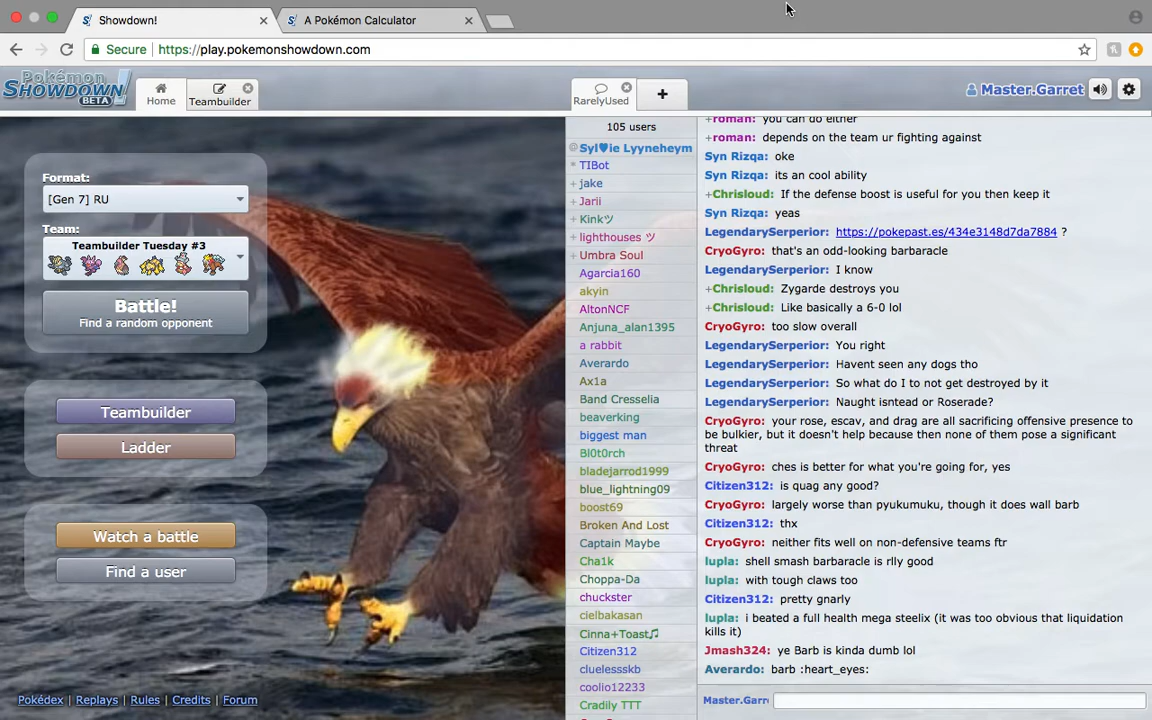 Showdown!
A Pokémon Calculator
Secure https://play.pokemonshowdown.com
Pokémon
SHOWDOWN!
BETA
Home
Teambuilder
RarelyUsed
Master.Garret
Format:
[Gen 7] RU
Team:
Teambuilder Tuesday #3
Battle!
Find a random opponent
Teambuilder
Ladder
Watch a battle
Find a user
Pokédex | Replays | Rules | Credits | Forum
105 users
@Syl♥ie Lyyneheym
*TIBot
+jake
+Jarii
+Kinkツ
+lighthouses ツ
+Umbra Soul
Agarcia160
akyin
AltonNCF
Anjuna_alan1395
a rabbit
Averardo
Ax1a
Band Cresselia
beaverking
biggest man
Bl0t0rch
bladejarrod1999
blue_lightning09
boost69
Broken And Lost
Captain Maybe
Cha1k
Choppa-Da
chuckster
cielbakasan
Cinna+Toast♫
Citizen312
cluelessskb
coolio12233
Cradily TTT
+roman: you can do either
+roman: depends on the team ur fighting against
Syn Rizqa: oke
Syn Rizqa: its an cool ability
+Chrisloud: If the defense boost is useful for you then keep it
Syn Rizqa: yeas
LegendarySerperior: https://pokepast.es/434e3148d7da7884 ?
CryoGyro: that's an odd-looking barbaracle
LegendarySerperior: I know
+Chrisloud: Zygarde destroys you
+Chrisloud: Like basically a 6-0 lol
CryoGyro: too slow overall
LegendarySerperior: You right
LegendarySerperior: Havent seen any dogs tho
LegendarySerperior: So what do I to not get destroyed by it
LegendarySerperior: Naught isntead or Roserade?
CryoGyro: your rose, escav, and drag are all sacrificing offensive presence to
be bulkier, but it doesn't help because then none of them pose a significant
threat
CryoGyro: ches is better for what you're going for, yes
Citizen312: is quag any good?
CryoGyro: largely worse than pyukumuku, though it does wall barb
Citizen312: thx
CryoGyro: neither fits well on non-defensive teams ftr
lupla: shell smash barbaracle is rlly good
lupla: with tough claws too
Citizen312: pretty gnarly
lupla: i beated a full health mega steelix (it was too obvious that liquidation
kills it)
Jmash324: ye Barb is kinda dumb lol
Averardo: barb :heart_eyes:
Master.Garre